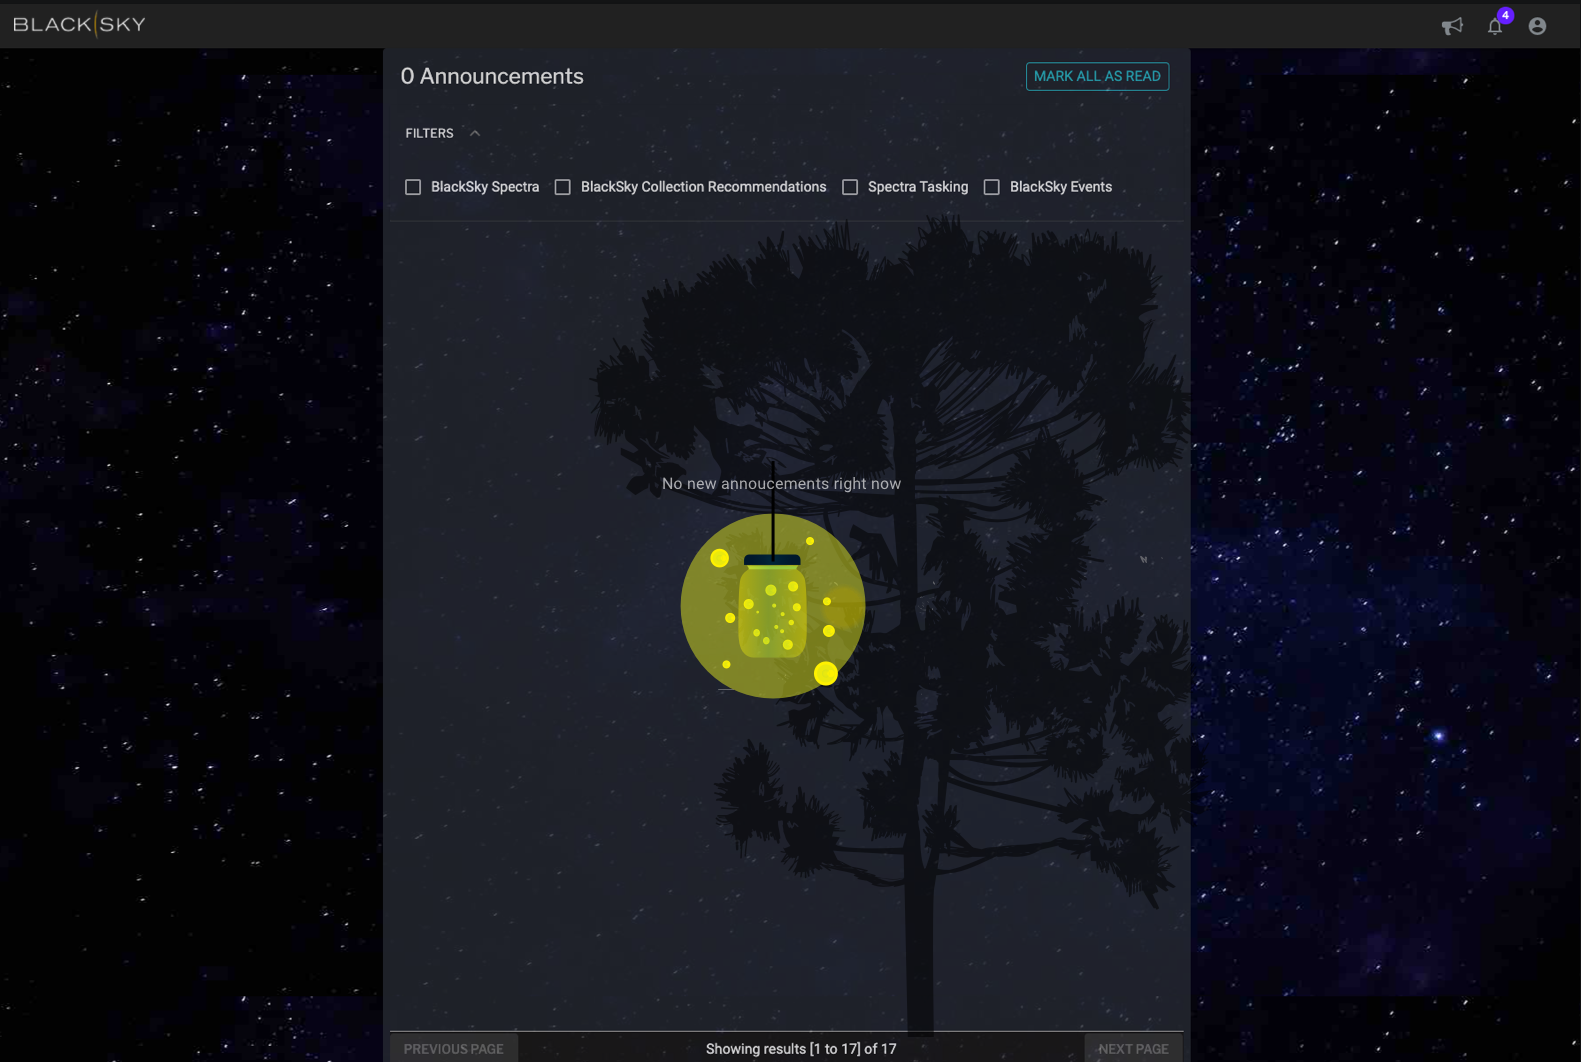 BLACK SKY
4
0 Announcements
MARK ALL AS READ
FILTERS
BlackSky Spectra BlackSky Collection Recommendations Spectra Tasking BlackSky Events
No new annoucements right now
PREVIOUS PAGE Showing results [1 to 17] of 17 NEXT PAGE